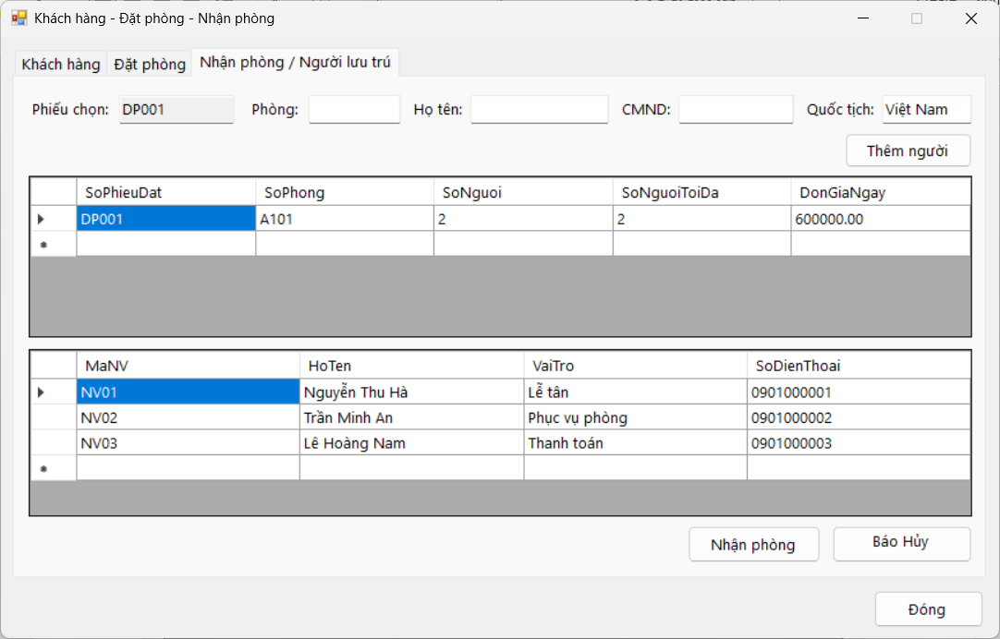 Khách hàng - Đặt phòng - Nhận phòng
Khách hàng Đặt phòng Nhận phòng / Người lưu trú
Phiếu chọn: DP001 Phòng: Họ tên: CMND: Quốc tịch: Việt Nam
Thêm người
SoPhieuDat SoPhong SoNguoi SoNguoiToiDa DonGiaNgay
DP001 A101 2 2 600000.00
MaNV HoTen VaiTro SoDienThoai
NV01 Nguyễn Thu Hà Lễ tân 0901000001
NV02 Trần Minh An Phục vụ phòng 0901000002
NV03 Lê Hoàng Nam Thanh toán 0901000003
Nhận phòng Báo Hủy
Đóng